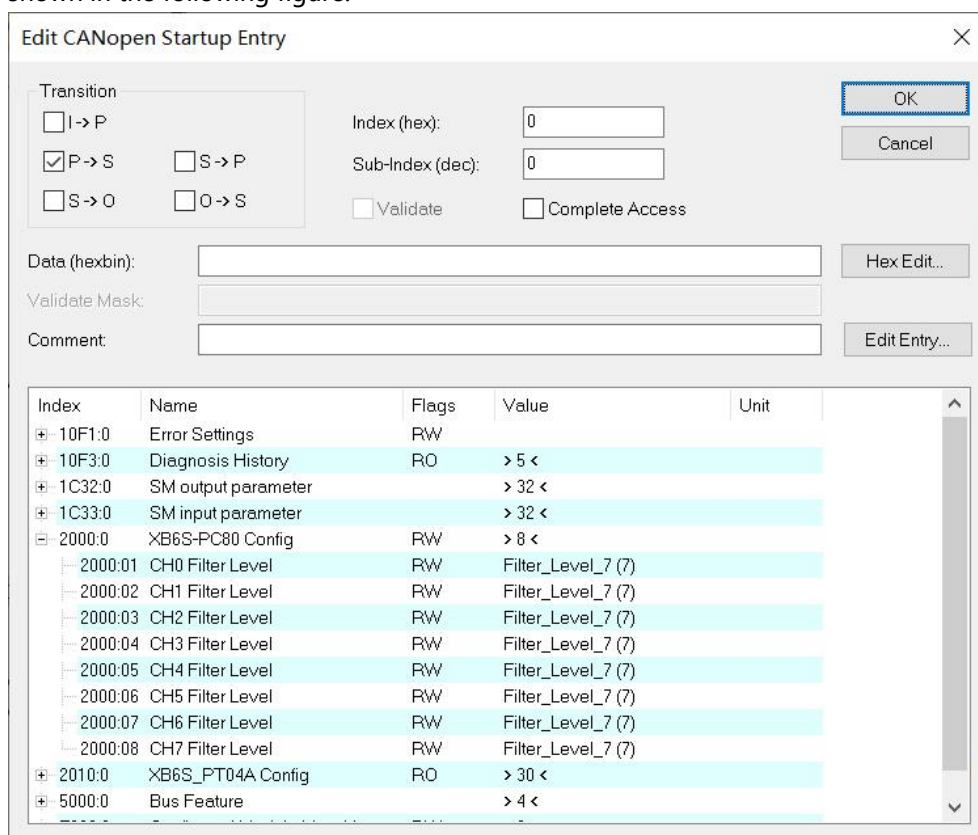 shown in the following figure.
Edit CANopen Startup Entry
Transition
I -> P
P -> S
S -> P
S -> O
O -> S
Index (hex):
0
Sub-Index (dec):
0
Validate
Complete Access
OK
Cancel
Data (hexbin):
Hex Edit...
Validate Mask:
Comment:
Edit Entry...
Index Name Flags Value Unit
10F1:0 Error Settings RW
10F3:0 Diagnosis History RO > 5 <
1C32:0 SM output parameter > 32 <
1C33:0 SM input parameter > 32 <
2000:0 XB6S-PC80 Config RW > 8 <
2000:01 CH0 Filter Level RW Filter_Level_7 (7)
2000:02 CH1 Filter Level RW Filter_Level_7 (7)
2000:03 CH2 Filter Level RW Filter_Level_7 (7)
2000:04 CH3 Filter Level RW Filter_Level_7 (7)
2000:05 CH4 Filter Level RW Filter_Level_7 (7)
2000:06 CH5 Filter Level RW Filter_Level_7 (7)
2000:07 CH6 Filter Level RW Filter_Level_7 (7)
2000:08 CH7 Filter Level RW Filter_Level_7 (7)
2010:0 XB6S_PT04A Config RO > 30 <
5000:0 Bus Feature > 4 <